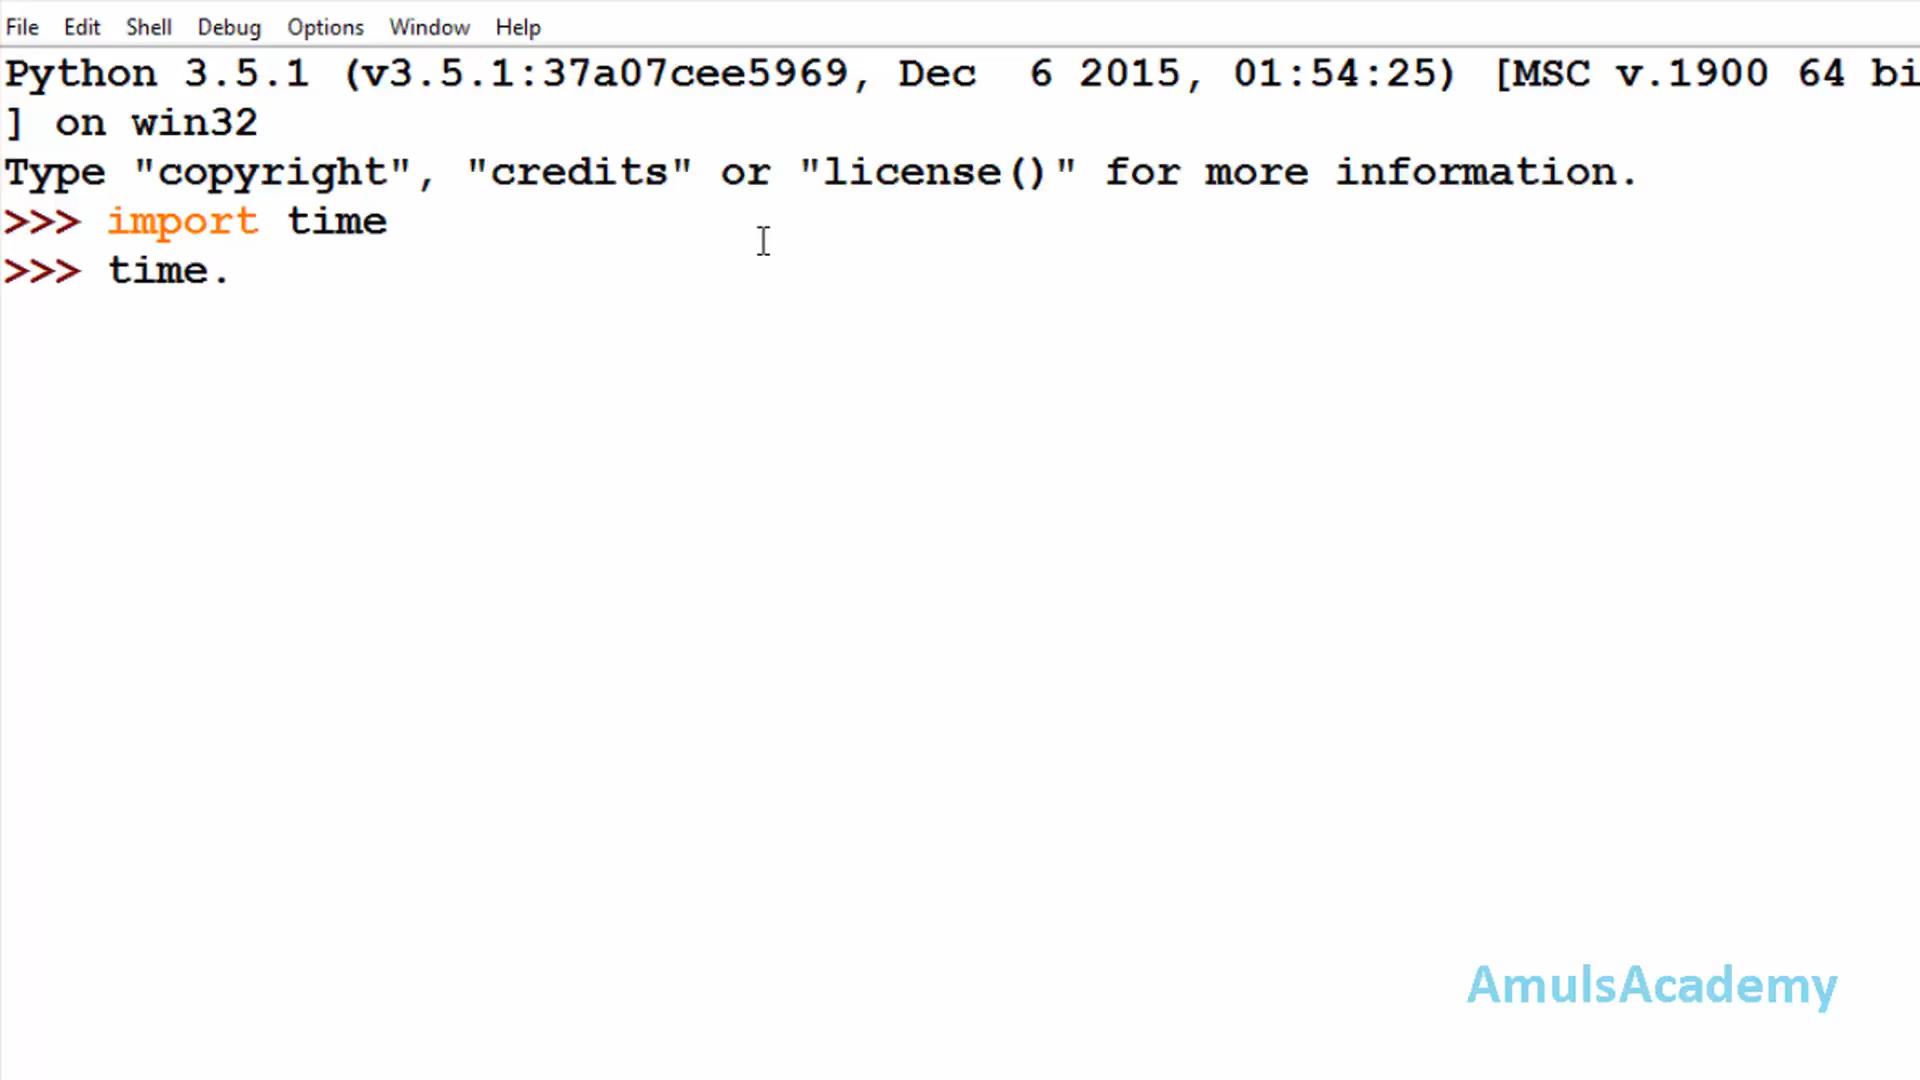 File Edit Shell Debug Options Window Help
Python 3.5.1 (v3.5.1:37a07cee5969, Dec  6 2015, 01:54:25) [MSC v.1900 64 bi
] on win32
Type "copyright", "credits" or "license()" for more information.
>>> import time
>>> time.
AmulsAcademy